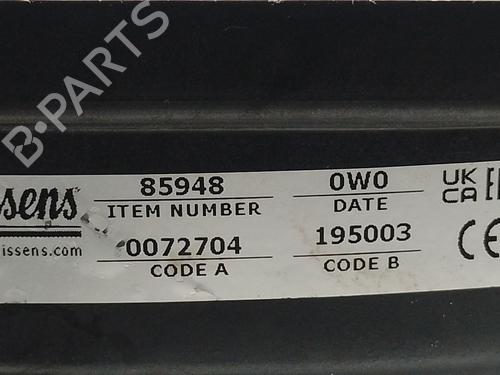 B-PARTS
ssens
issens.com
85948
ITEM NUMBER
0072704
CODE A
0W0
DATE
195003
CODE B
UK
CA
CE